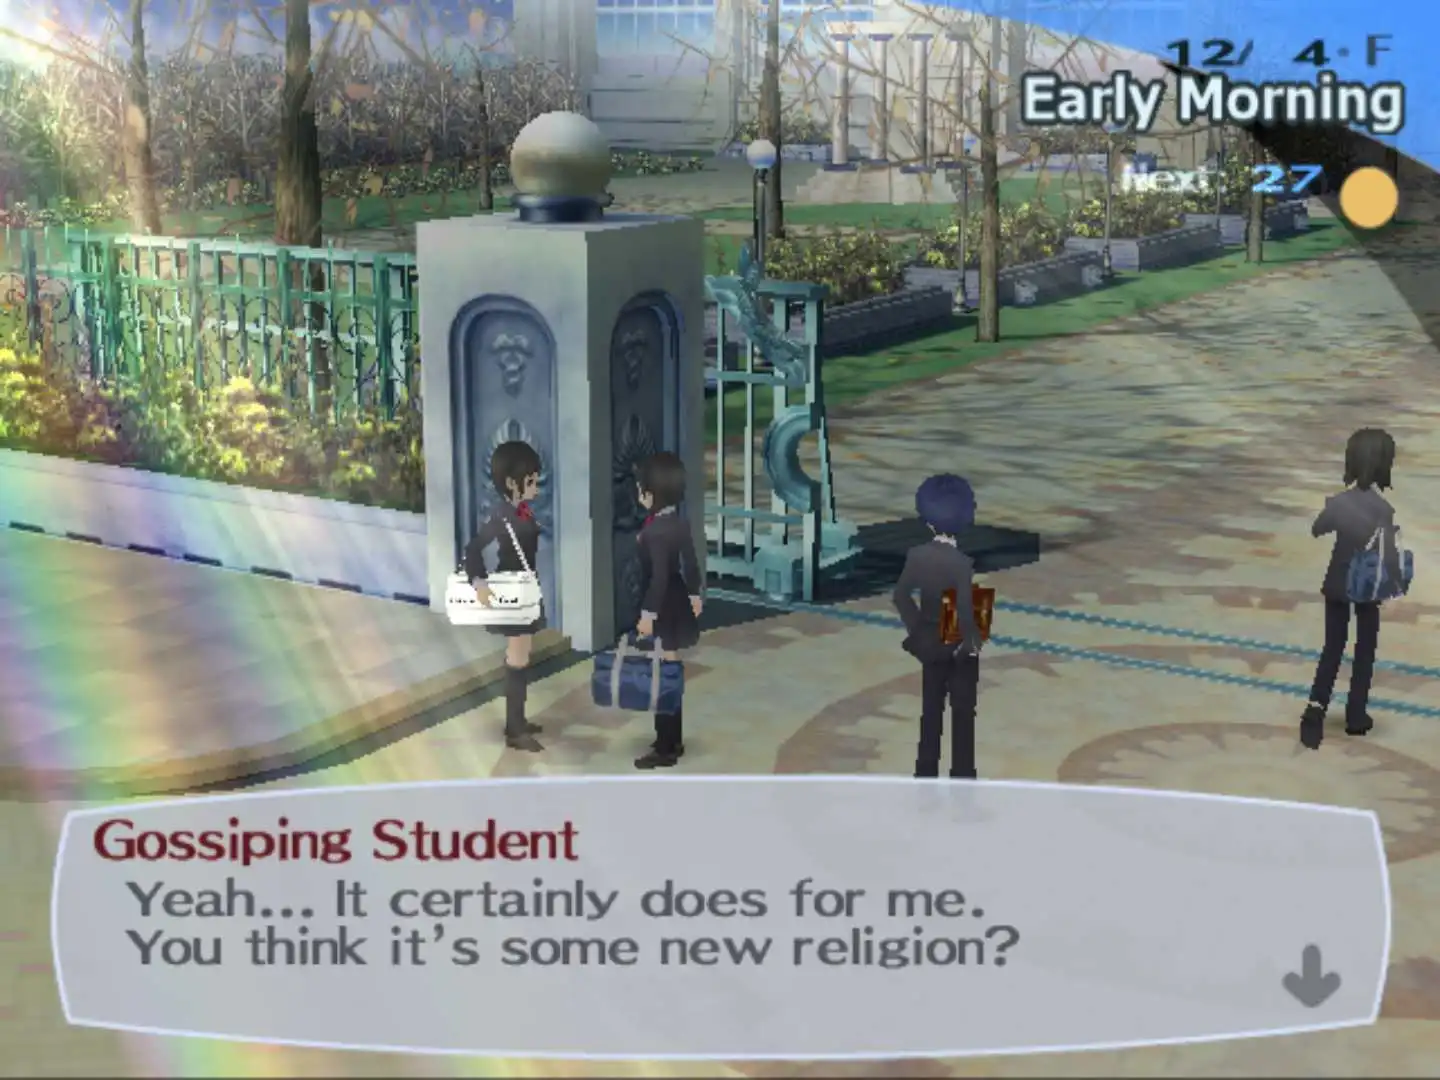 12/ 4・F
Early Morning
Next: 27
Gossiping Student
Yeah... It certainly does for me.
You think it's some new religion?